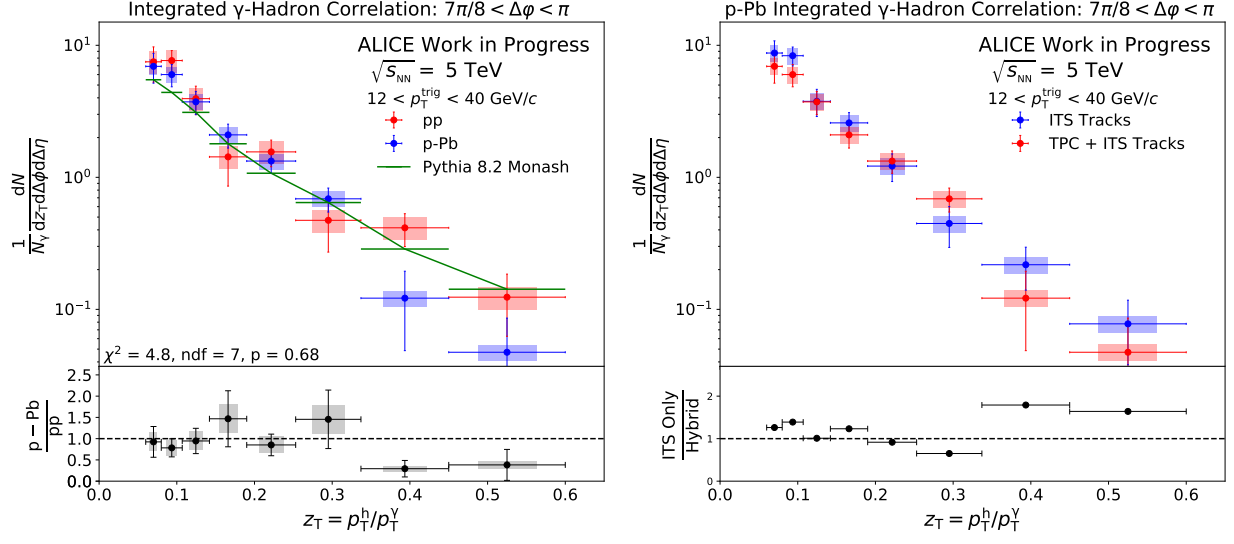 Integrated γ-Hadron Correlation: 7π/8 < Δφ < π
10¹
10⁰
10⁻¹
1/Nγ dN/dzTdΔϕdΔη
ALICE Work in Progress
√sNN = 5 TeV
12 < pTtrig < 40 GeV/c
pp
p-Pb
Pythia 8.2 Monash
χ² = 4.8, ndf = 7, p = 0.68
p − Pb
pp
2.5
2.0
1.5
1.0
0.5
0.0
0.0 0.1 0.2 0.3 0.4 0.5 0.6
zT = pTh/pTγ
p-Pb Integrated γ-Hadron Correlation: 7π/8 < Δφ < π
10¹
10⁰
10⁻¹
1/Nγ dN/dzTdΔϕdΔη
ALICE Work in Progress
√sNN = 5 TeV
12 < pTtrig < 40 GeV/c
ITS Tracks
TPC + ITS Tracks
ITS Only
Hybrid
2
1
0
0.0 0.1 0.2 0.3 0.4 0.5 0.6
zT = pTh/pTγ